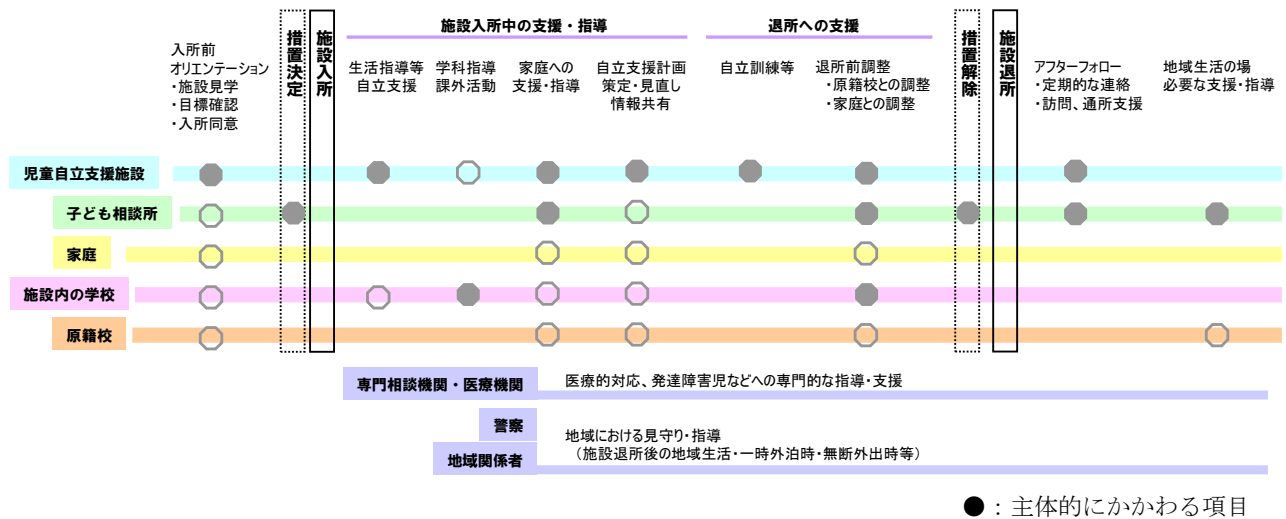 施設入所中の支援・指導
退所への支援
入所前
オリエンテーション
・施設見学
・目標確認
・入所同意
措置決定
施設入所
生活指導等
自立支援
学科指導
課外活動
家庭への
支援・指導
自立支援計画
策定・見直し
情報共有
自立訓練等
退所前調整
・原籍校との調整
・家庭との調整
措置解除
施設退所
アフターフォロー
・定期的な連絡
・訪問、通所支援
地域生活の場
必要な支援・指導
児童自立支援施設
子ども相談所
家庭
施設内の学校
原籍校
専門相談機関・医療機関
医療的対応、発達障害児などへの専門的な指導・支援
警察
地域関係者
地域における見守り・指導
（施設退所後の地域生活・一時外泊時・無断外出時等）
●：主体的にかかわる項目